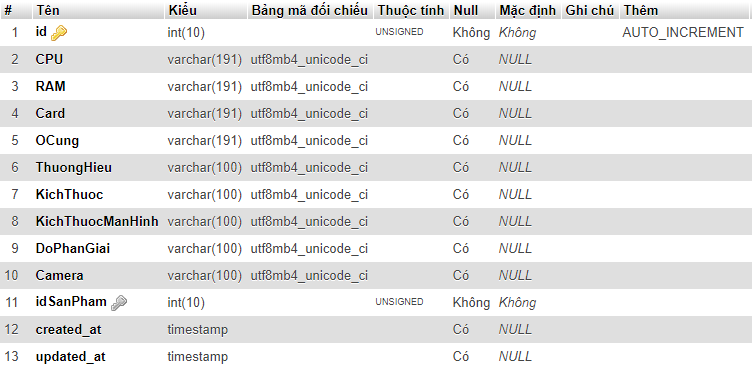 # Tên Kiểu Bảng mã đối chiếu Thuộc tính Null Mặc định Ghi chú Thêm
1 id int(10) UNSIGNED Không Không AUTO_INCREMENT
2 CPU varchar(191) utf8mb4_unicode_ci Có NULL
3 RAM varchar(191) utf8mb4_unicode_ci Có NULL
4 Card varchar(191) utf8mb4_unicode_ci Có NULL
5 OCung varchar(191) utf8mb4_unicode_ci Có NULL
6 ThuongHieu varchar(100) utf8mb4_unicode_ci Có NULL
7 KichThuoc varchar(100) utf8mb4_unicode_ci Có NULL
8 KichThuocManHinh varchar(100) utf8mb4_unicode_ci Có NULL
9 DoPhanGiai varchar(100) utf8mb4_unicode_ci Có NULL
10 Camera varchar(100) utf8mb4_unicode_ci Có NULL
11 idSanPham int(10) UNSIGNED Không Không
12 created_at timestamp Có NULL
13 updated_at timestamp Có NULL